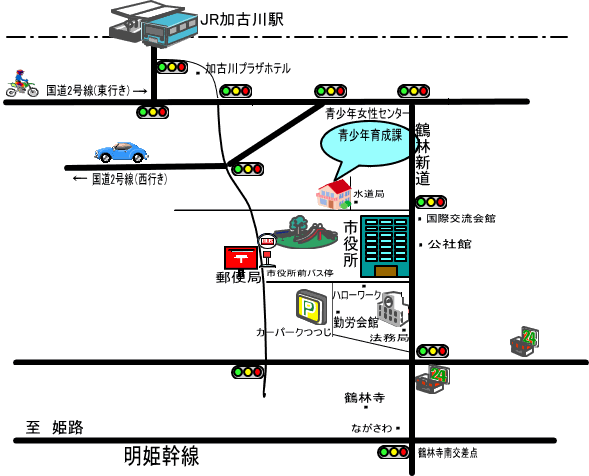 JR加古川駅
加古川プラザホテル
国道2号線(東行き) →
青少年女性センター
青少年育成課
鶴林新道
← 国道2号線(西行き)
水道局
国際交流会館
市役所
公社館
〒
郵便局
市役所前バス停
ハローワーク
P
勤労会館
カーパークつつじ
法務局
24
24
鶴林寺
至 姫路
ながさわ
明姫幹線
鶴林寺南交差点